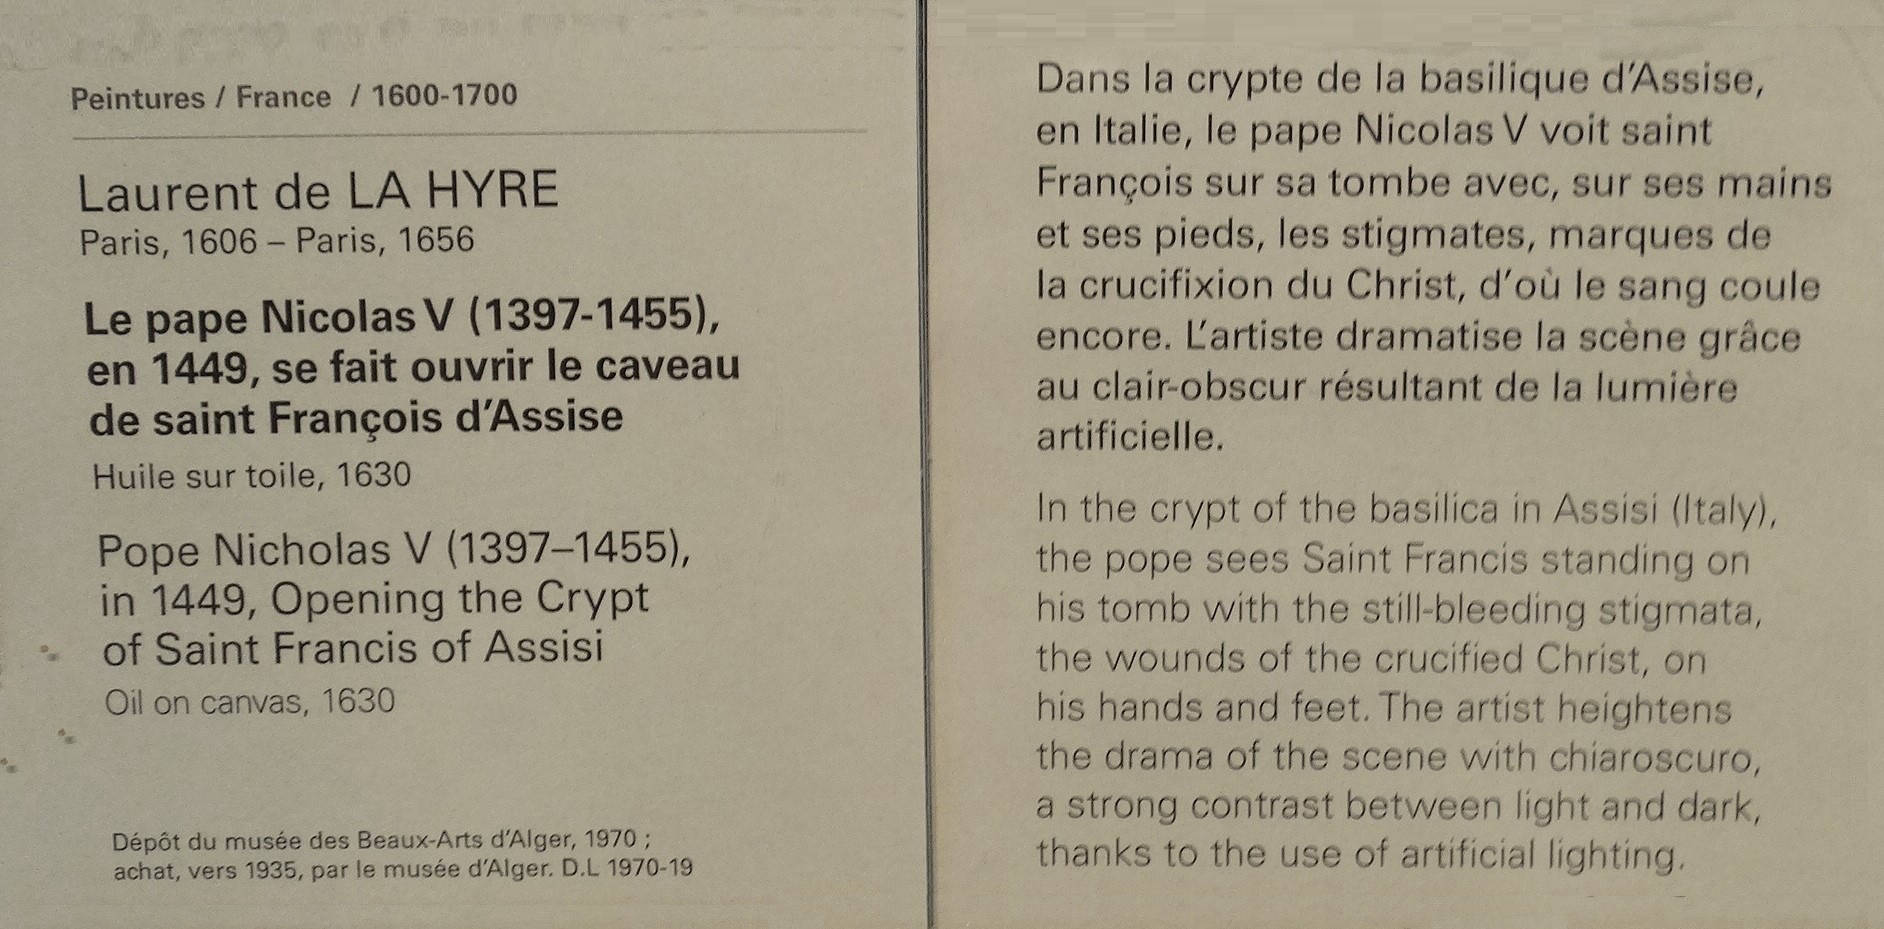 Peintures / France / 1600-1700
Laurent de LA HYRE
Paris, 1606 – Paris, 1656
Le pape Nicolas V (1397-1455),
en 1449, se fait ouvrir le caveau
de saint François d'Assise
Huile sur toile, 1630
Pope Nicholas V (1397–1455),
in 1449, Opening the Crypt
of Saint Francis of Assisi
Oil on canvas, 1630
Dépôt du musée des Beaux-Arts d'Alger, 1970 ;
achat, vers 1935, par le musée d'Alger. D.L 1970-19
Dans la crypte de la basilique d'Assise,
en Italie, le pape Nicolas V voit saint
François sur sa tombe avec, sur ses mains
et ses pieds, les stigmates, marques de
la crucifixion du Christ, d'où le sang coule
encore. L'artiste dramatise la scène grâce
au clair-obscur résultant de la lumière
artificielle.
In the crypt of the basilica in Assisi (Italy),
the pope sees Saint Francis standing on
his tomb with the still-bleeding stigmata,
the wounds of the crucified Christ, on
his hands and feet. The artist heightens
the drama of the scene with chiaroscuro,
a strong contrast between light and dark,
thanks to the use of artificial lighting.